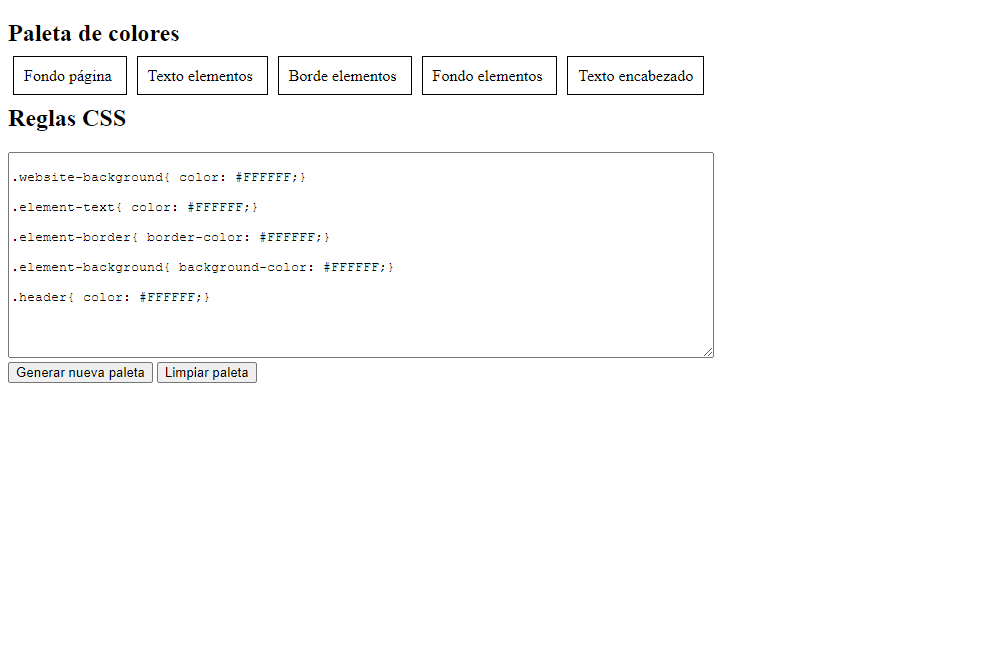 Paleta de colores
Fondo página Texto elementos Borde elementos Fondo elementos Texto encabezado
Reglas CSS
.website-background{ color: #FFFFFF;}
.element-text{ color: #FFFFFF;}
.element-border{ border-color: #FFFFFF;}
.element-background{ background-color: #FFFFFF;}
.header{ color: #FFFFFF;}
Generar nueva paleta Limpiar paleta